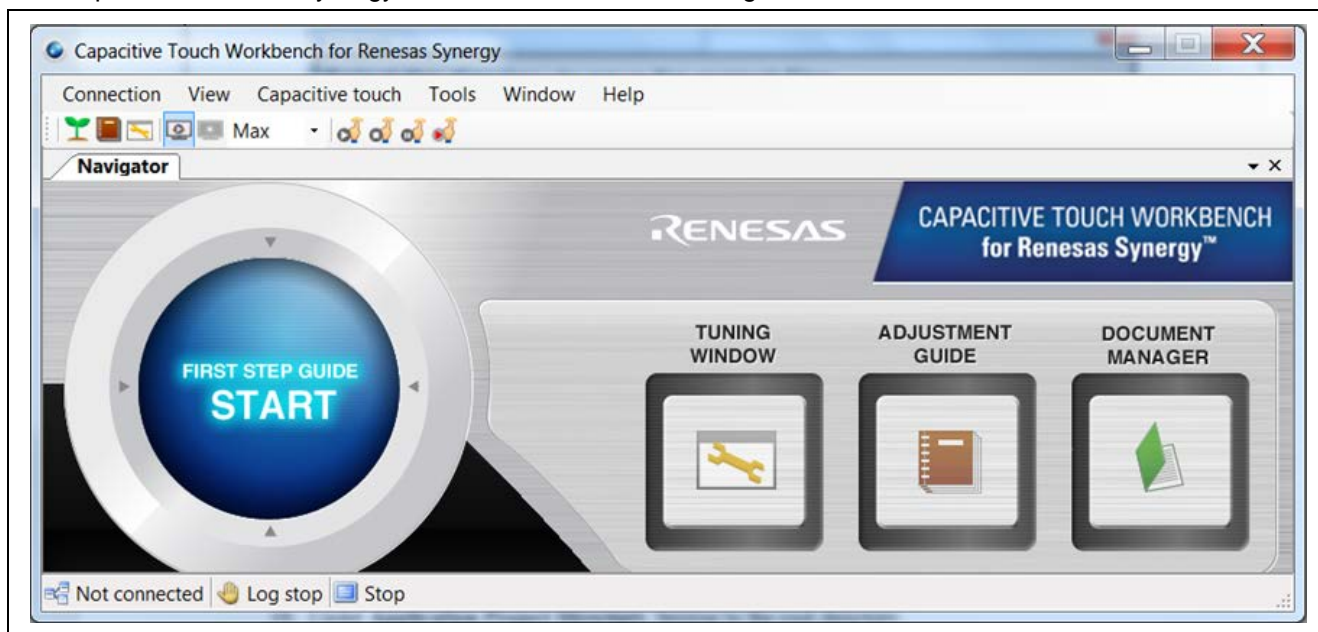 Capacitive Touch Workbench for Renesas Synergy
Connection View Capacitive touch Tools Window Help
Max
Navigator
RENESAS
CAPACITIVE TOUCH WORKBENCH
for Renesas Synergy™
FIRST STEP GUIDE
START
TUNING
WINDOW
ADJUSTMENT
GUIDE
DOCUMENT
MANAGER
Not connected Log stop Stop